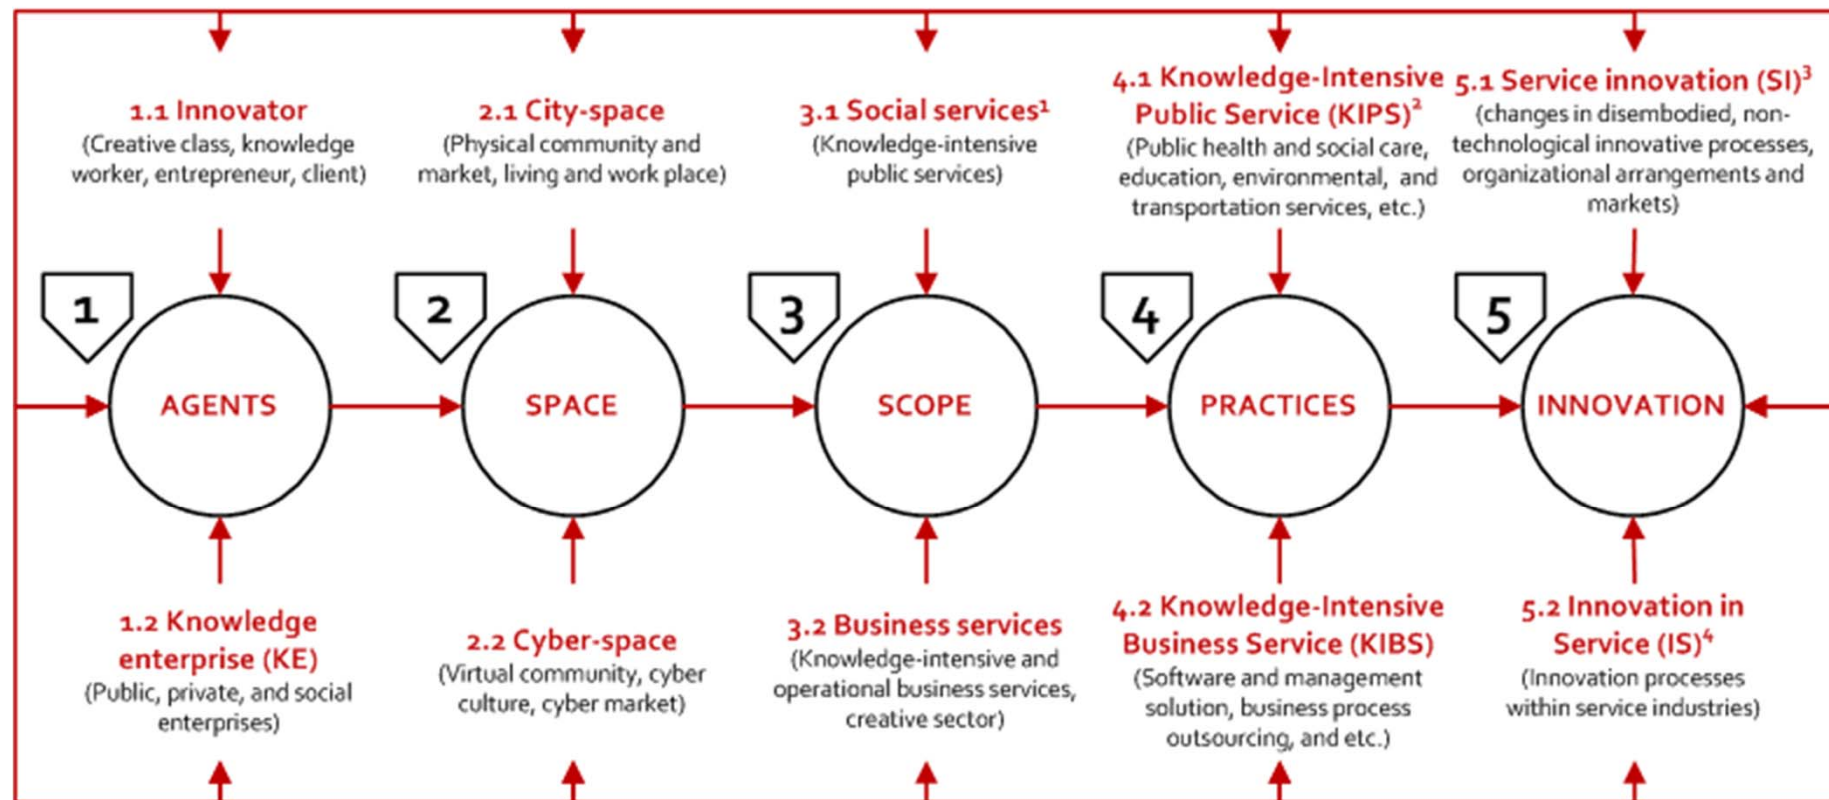 1.1 Innovator
(Creative class, knowledge
worker, entrepreneur, client)
2.1 City-space
(Physical community and
market, living and work place)
3.1 Social services¹
(Knowledge-intensive
public services)
4.1 Knowledge-Intensive
Public Service (KIPS)²
(Public health and social care,
education, environmental, and
transportation services, etc.)
5.1 Service innovation (SI)³
(changes in disembodied, non-
technological innovative processes,
organizational arrangements and
markets)
1
AGENTS
2
SPACE
3
SCOPE
4
PRACTICES
5
INNOVATION
1.2 Knowledge
enterprise (KE)
(Public, private, and social
enterprises)
2.2 Cyber-space
(Virtual community, cyber
culture, cyber market)
3.2 Business services
(Knowledge-intensive and
operational business services,
creative sector)
4.2 Knowledge-Intensive
Business Service (KIBS)
(Software and management
solution, business process
outsourcing, and etc.)
5.2 Innovation in
Service (IS)⁴
(Innovation processes
within service industries)